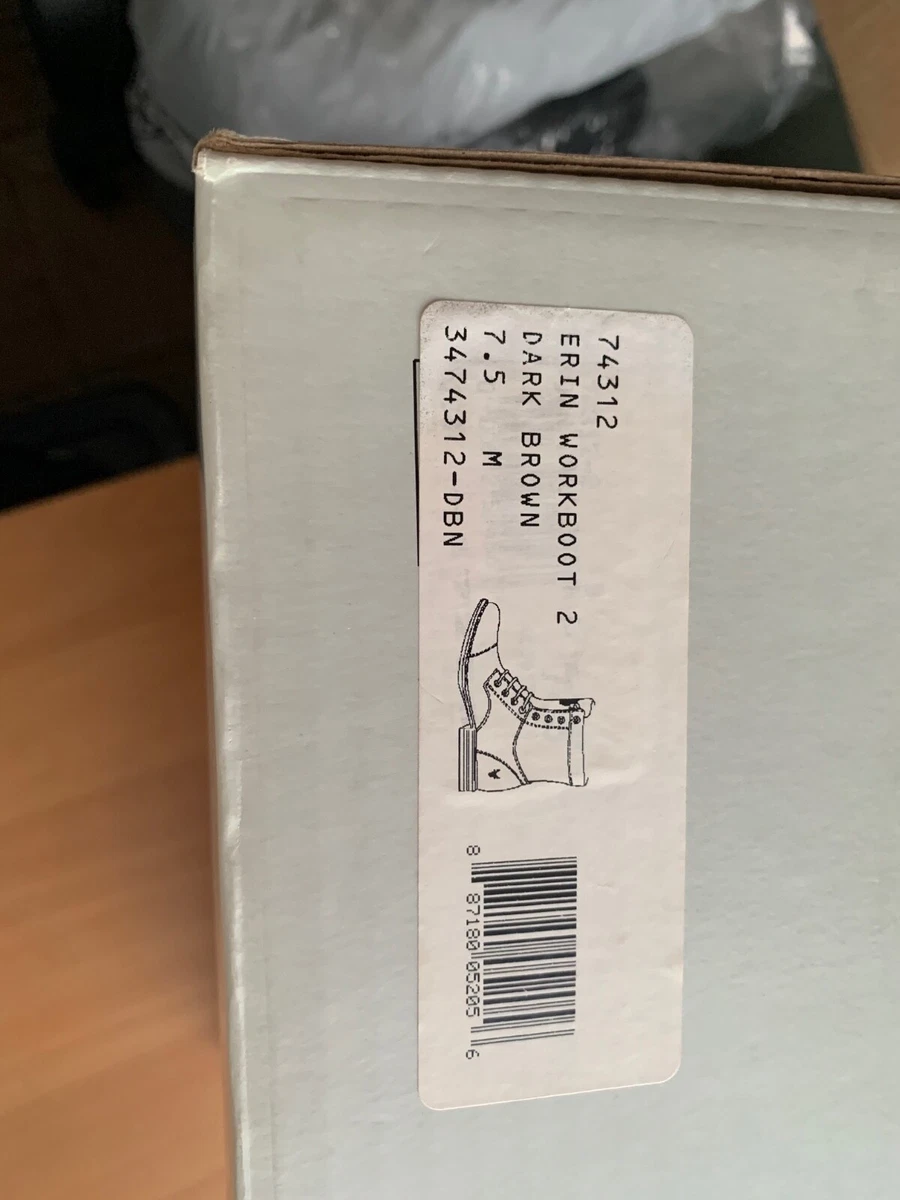 74312
ERIN WORKBOOT 2
DARK BROWN
7.5 M
3474312-DBN
8 87180 05205 6